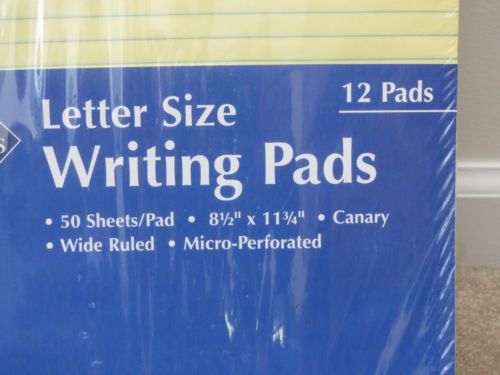 12 Pads
Letter Size
Writing Pads
• 50 Sheets/Pad • 8½" x 11¾" • Canary
• Wide Ruled • Micro-Perforated